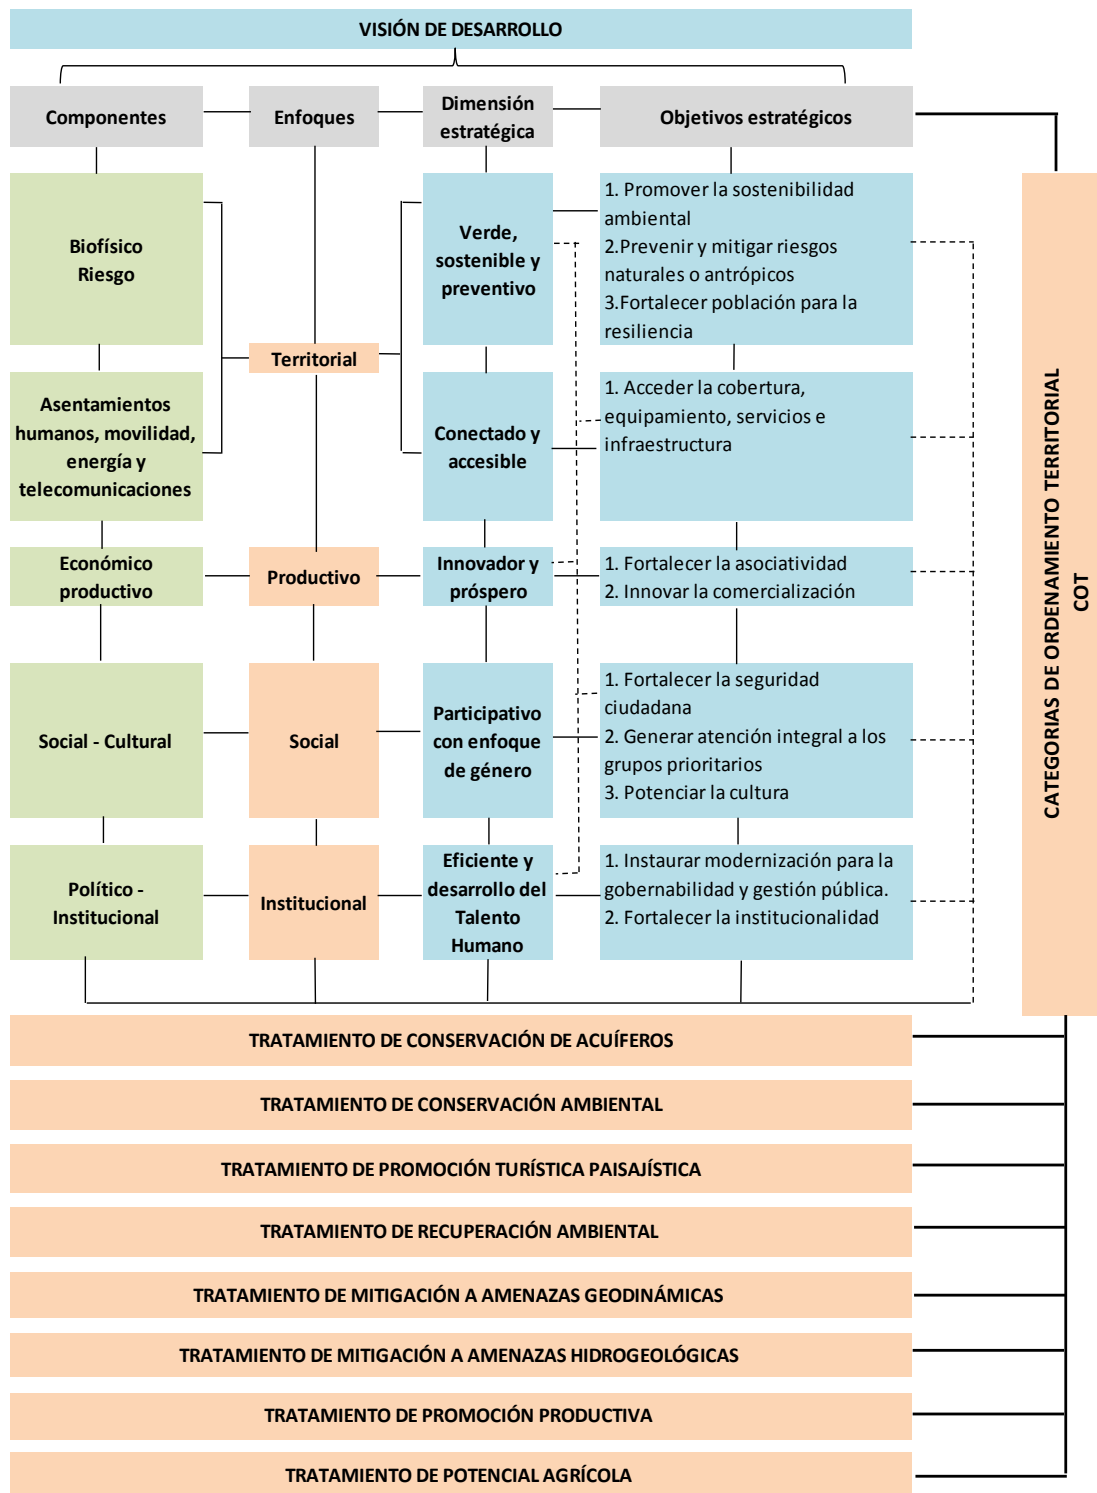 VISIÓN DE DESARROLLO
Componentes
Enfoques
Dimensión
estratégica
Objetivos estratégicos
Biofísico
Riesgo
Verde,
sostenible y
preventivo
1. Promover la sostenibilidad
ambiental
2.Prevenir y mitigar riesgos
naturales o antrópicos
3.Fortalecer población para la
resiliencia
Territorial
Asentamientos
humanos, movilidad,
energía y
telecomunicaciones
Conectado y
accesible
1. Acceder la cobertura,
equipamiento, servicios e
infraestructura
Económico
productivo
Productivo
Innovador y
próspero
1. Fortalecer la asociatividad
2. Innovar la comercialización
Social - Cultural
Social
Participativo
con enfoque
de género
1. Fortalecer la seguridad
ciudadana
2. Generar atención integral a los
grupos prioritarios
3. Potenciar la cultura
Político -
Institucional
Institucional
Eficiente y
desarrollo del
Talento
Humano
1. Instaurar modernización para la
gobernabilidad y gestión pública.
2. Fortalecer la institucionalidad
CATEGORIAS DE ORDENAMIENTO TERRITORIAL
COT
TRATAMIENTO DE CONSERVACIÓN DE ACUÍFEROS
TRATAMIENTO DE CONSERVACIÓN AMBIENTAL
TRATAMIENTO DE PROMOCIÓN TURÍSTICA PAISAJÍSTICA
TRATAMIENTO DE RECUPERACIÓN AMBIENTAL
TRATAMIENTO DE MITIGACIÓN A AMENAZAS GEODINÁMICAS
TRATAMIENTO DE MITIGACIÓN A AMENAZAS HIDROGEOLÓGICAS
TRATAMIENTO DE PROMOCIÓN PRODUCTIVA
TRATAMIENTO DE POTENCIAL AGRÍCOLA